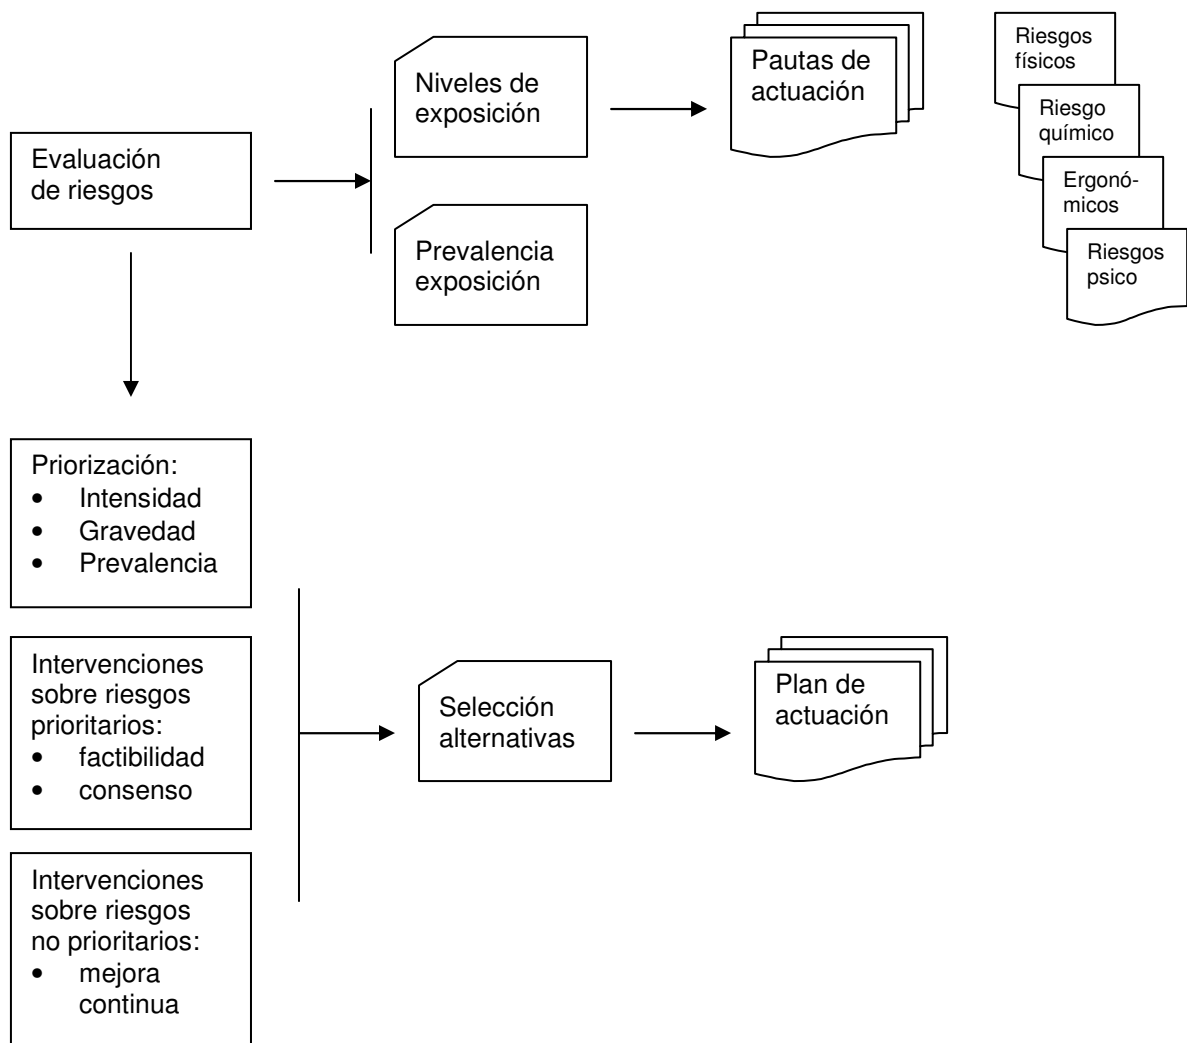 Evaluación
de riesgos
Niveles de
exposición
Prevalencia
exposición
Pautas de
actuación
Riesgos
físicos
Riesgo
químico
Ergonó-
micos
Riesgos
psico
Priorización:
• Intensidad
• Gravedad
• Prevalencia
Intervenciones
sobre riesgos
prioritarios:
• factibilidad
• consenso
Intervenciones
sobre riesgos
no prioritarios:
• mejora
continua
Selección
alternativas
Plan de
actuación